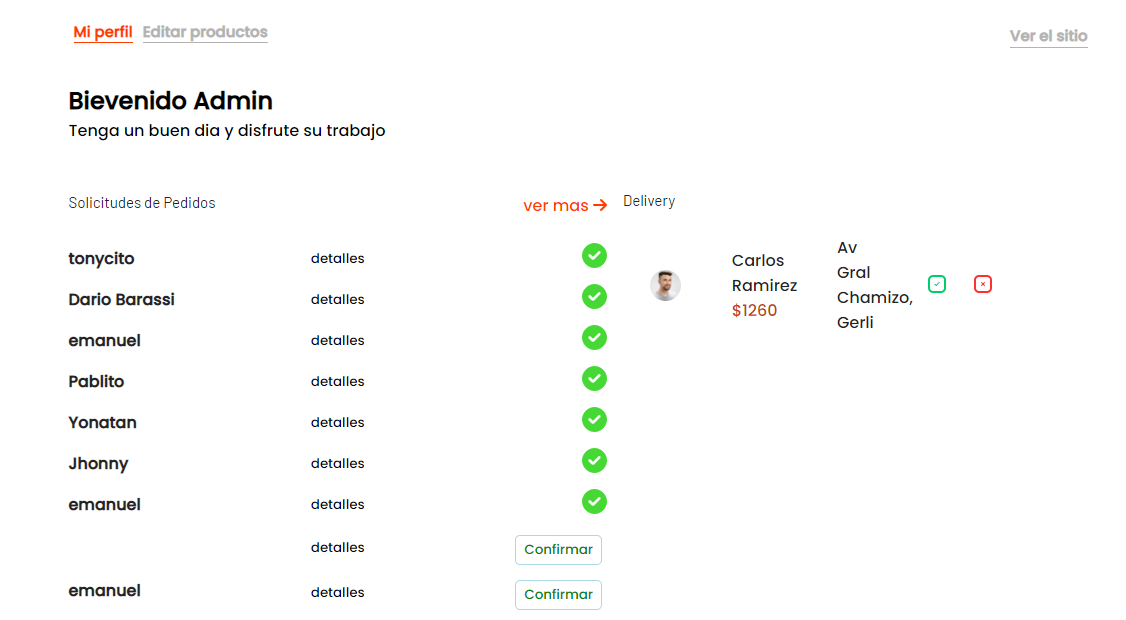 Mi perfil Editar productos
Ver el sitio
Bievenido Admin
Tenga un buen dia y disfrute su trabajo
Solicitudes de Pedidos
ver mas →
tonycito detalles
Dario Barassi detalles
emanuel detalles
Pablito detalles
Yonatan detalles
Jhonny detalles
emanuel detalles
detalles Confirmar
emanuel detalles Confirmar
Delivery
Carlos
Ramirez
$1260
Av
Gral
Chamizo,
Gerli